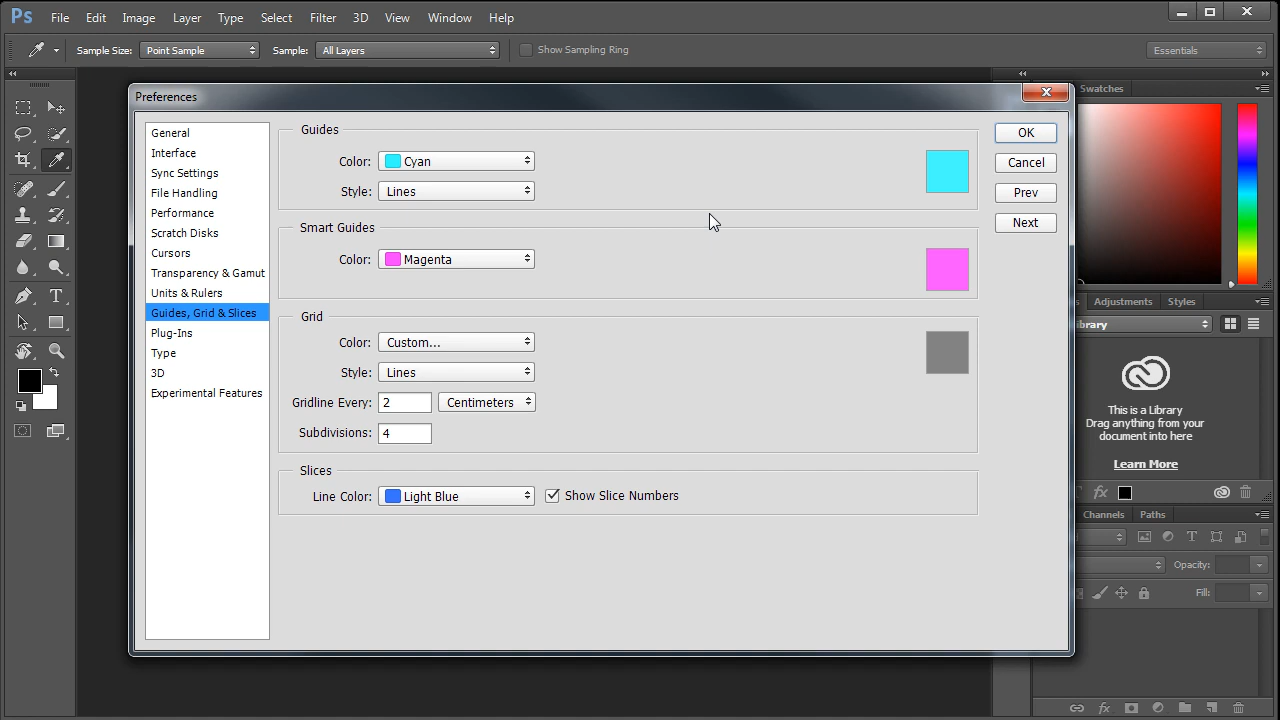 Ps File Edit Image Layer Type Select Filter 3D View Window Help
Sample Size: Point Sample Sample: All Layers Show Sampling Ring Essentials
Swatches
Preferences
General
Interface
Sync Settings
File Handling
Performance
Scratch Disks
Cursors
Transparency & Gamut
Units & Rulers
Guides, Grid & Slices
Plug-Ins
Type
3D
Experimental Features
Guides
Color: Cyan
Style: Lines
Smart Guides
Color: Magenta
Grid
Color: Custom...
Style: Lines
Gridline Every: 2 Centimeters
Subdivisions: 4
Slices
Line Color: Light Blue Show Slice Numbers
OK
Cancel
Prev
Next
Adjustments Styles
This is a Library
Drag anything from your
document into here
Learn More
Channels Paths
Opacity:
Fill: